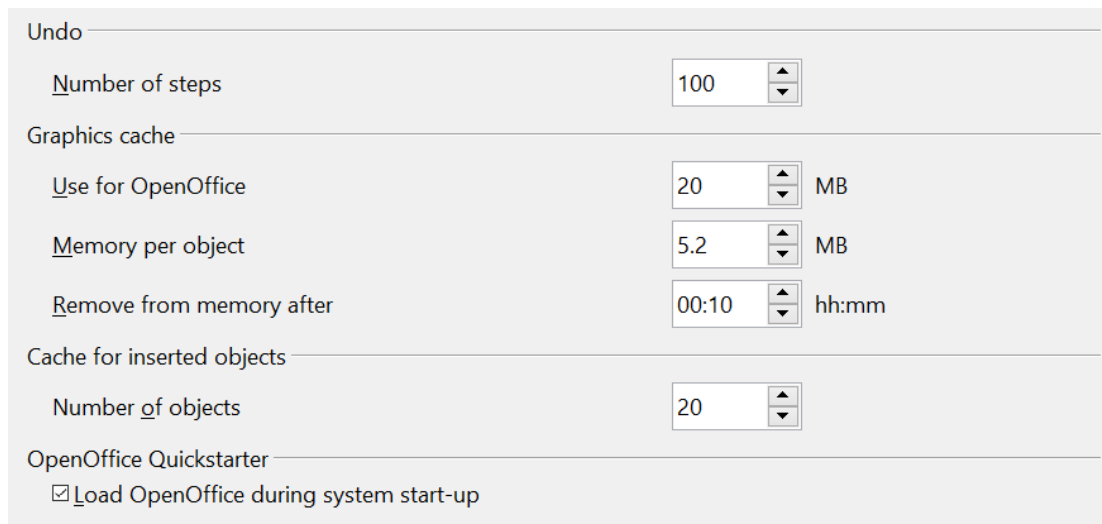 Undo
Number of steps 100
Graphics cache
Use for OpenOffice 20 MB
Memory per object 5.2 MB
Remove from memory after 00:10 hh:mm
Cache for inserted objects
Number of objects 20
OpenOffice Quickstarter
Load OpenOffice during system start-up